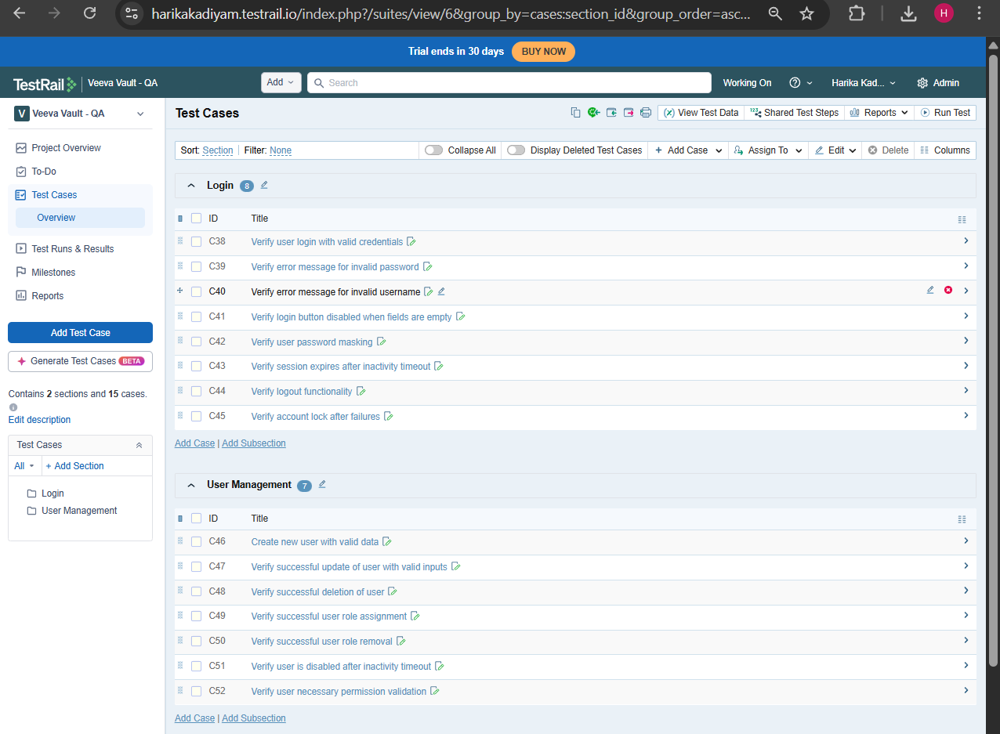 harikakadiyam.testrail.io/index.php?/suites/view/6&group_by=cases:section_id&group_order=asc...
H
Trial ends in 30 days BUY NOW
TestRail Veeva Vault - QA Add Search Working On Harika Kad... Admin
V Veeva Vault - QA
Project Overview
To-Do
Test Cases
Overview
Test Runs & Results
Milestones
Reports
Add Test Case
Generate Test Cases BETA
Contains 2 sections and 15 cases.
Edit description
Test Cases
All + Add Section
Login
User Management
Test Cases View Test Data Shared Test Steps Reports Run Test
Sort: Section Filter: None Collapse All Display Deleted Test Cases + Add Case Assign To Edit Delete Columns
Login 8
ID Title
C38 Verify user login with valid credentials
C39 Verify error message for invalid password
C40 Verify error message for invalid username
C41 Verify login button disabled when fields are empty
C42 Verify user password masking
C43 Verify session expires after inactivity timeout
C44 Verify logout functionality
C45 Verify account lock after failures
Add Case | Add Subsection
User Management 7
ID Title
C46 Create new user with valid data
C47 Verify successful update of user with valid inputs
C48 Verify successful deletion of user
C49 Verify successful user role assignment
C50 Verify successful user role removal
C51 Verify user is disabled after inactivity timeout
C52 Verify user necessary permission validation
Add Case | Add Subsection